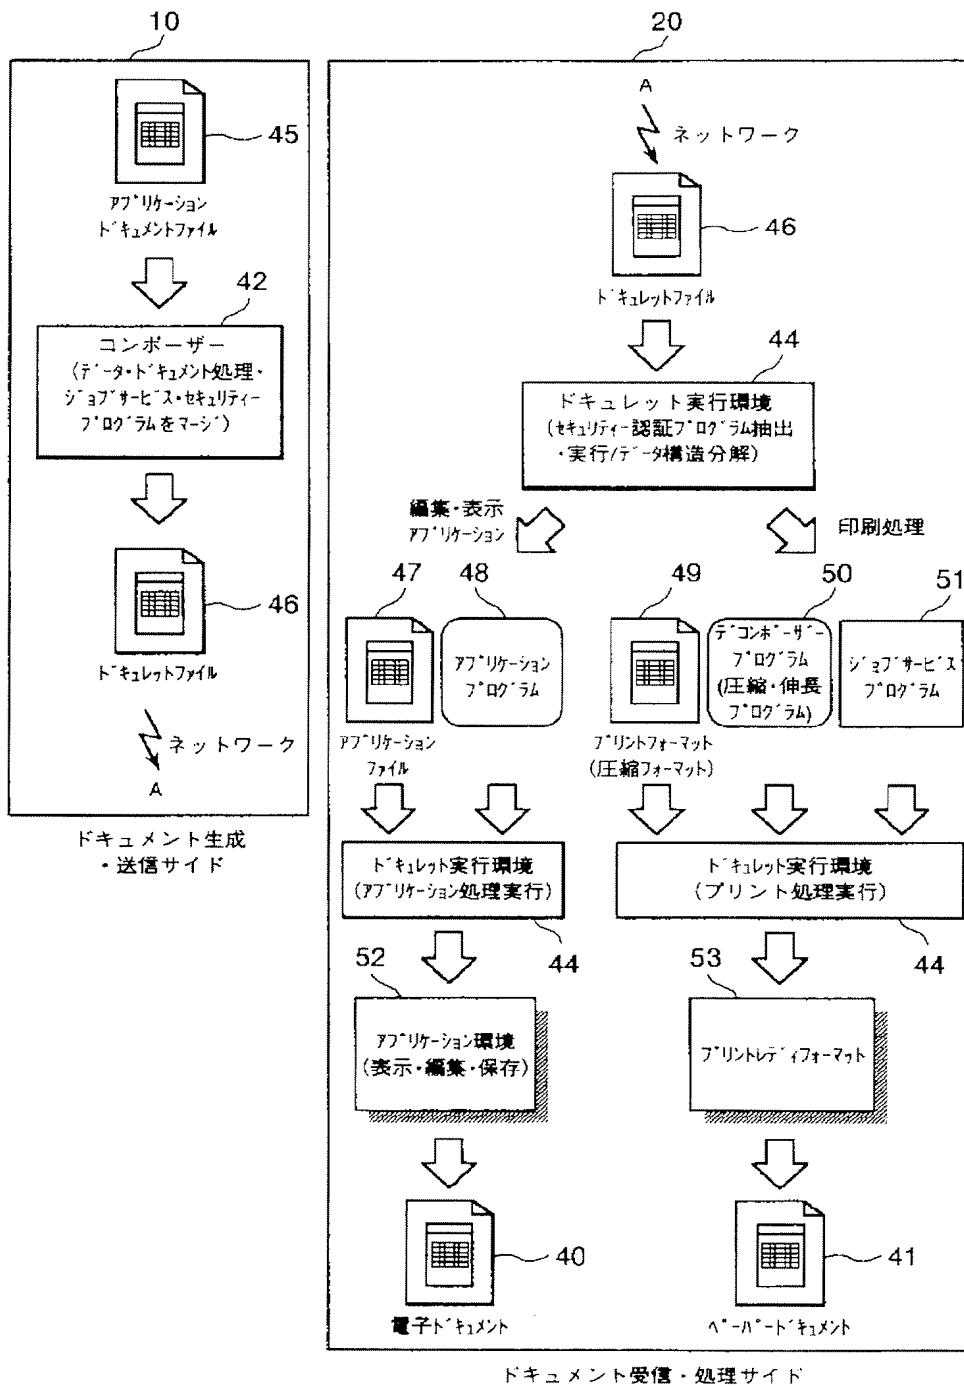 10
45
アプリケーション
ドキュメントファイル
42
コンポーザー
(データ・ドキュメント処理・
ジョブサービス・セキュリティー
プログラムをマージ)
46
ドキュレットファイル
ネットワーク
A
ドキュメント生成
・送信サイド
20
A
ネットワーク
46
ドキュレットファイル
44
ドキュレット実行環境
(セキュリティー認証プログラム抽出
・実行/データ構造分解)
編集・表示
アプリケーション
印刷処理
47
48
49
50
51
アプリケーション
プログラム
デコンポーザー
プログラム
(圧縮・伸長
プログラム)
ジョブサービス
プログラム
アプリケーション
ファイル
プリントフォーマット
(圧縮フォーマット)
ドキュレット実行環境
(アプリケーション処理実行)
ドキュレット実行環境
(プリント処理実行)
44
44
52
53
アプリケーション環境
(表示・編集・保存)
プリントレディフォーマット
40
41
電子ドキュメント
ペーパードキュメント
ドキュメント受信・処理サイド